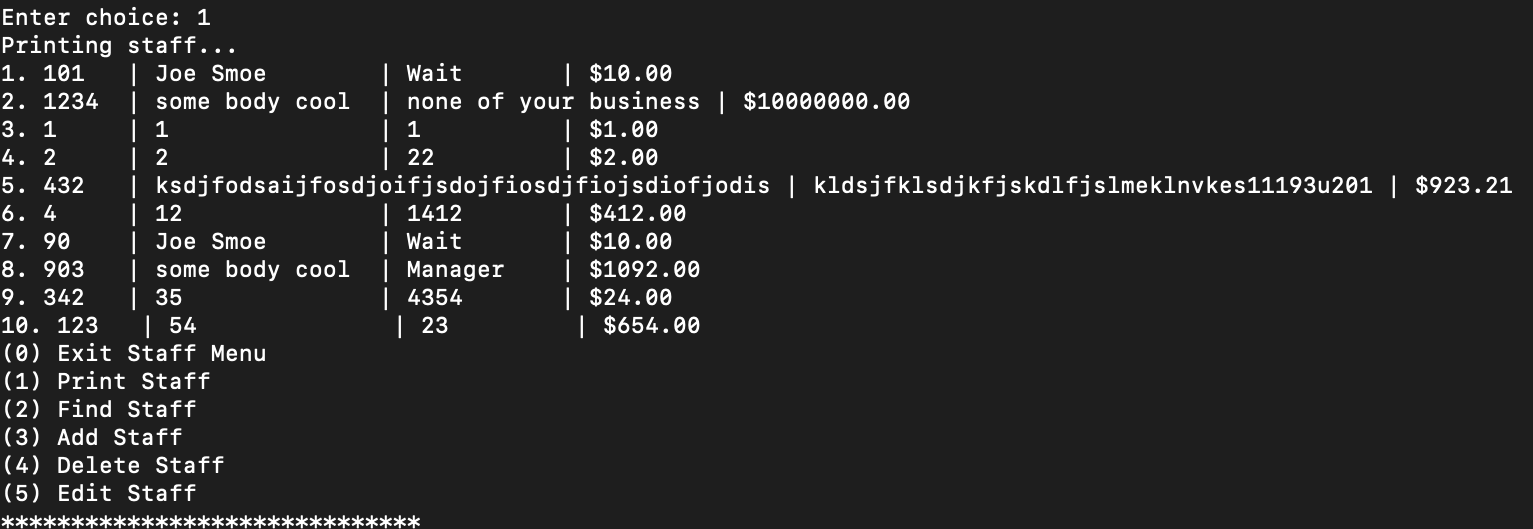 Enter choice: 1
Printing staff...
1. 101   | Joe Smoe        | Wait       | $10.00
2. 1234  | some body cool  | none of your business | $10000000.00
3. 1     | 1               | 1          | $1.00
4. 2     | 2               | 22         | $2.00
5. 432   | ksdjfodsaijfosdjoifjsdojfiosdjfiojsdiofjodis | kldsjfklsdjkfjskdlfjslmeklnvkes11193u201 | $923.21
6. 4     | 12              | 1412       | $412.00
7. 90    | Joe Smoe        | Wait       | $10.00
8. 903   | some body cool  | Manager    | $1092.00
9. 342   | 35              | 4354       | $24.00
10. 123   | 54              | 23         | $654.00
(0) Exit Staff Menu
(1) Print Staff
(2) Find Staff
(3) Add Staff
(4) Delete Staff
(5) Edit Staff
******************************